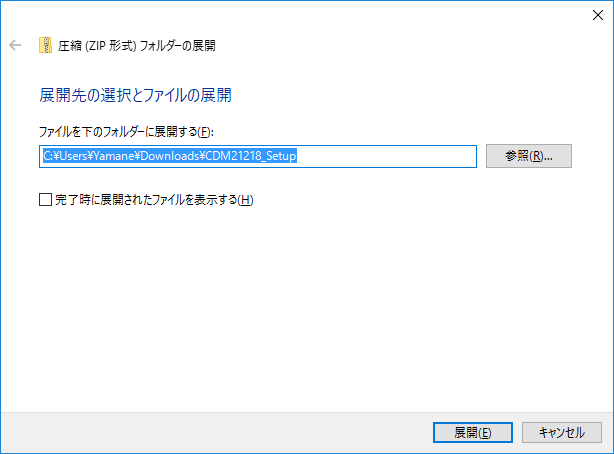 圧縮 (ZIP 形式) フォルダーの展開
展開先の選択とファイルの展開
ファイルを下のフォルダーに展開する(F):
C:¥Users¥Yamane¥Downloads¥CDM21218_Setup
参照(R)...
完了時に展開されたファイルを表示する(H)
展開(E)
キャンセル